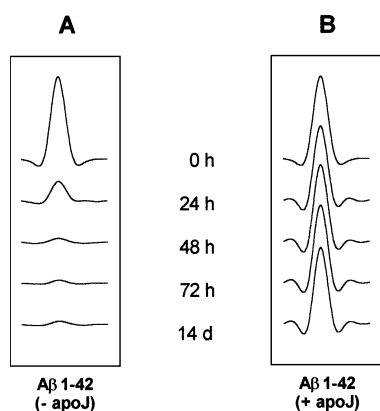 A
B
0 h
24 h
48 h
72 h
14 d
Aβ 1-42
(- apoJ)
Aβ 1-42
(+ apoJ)